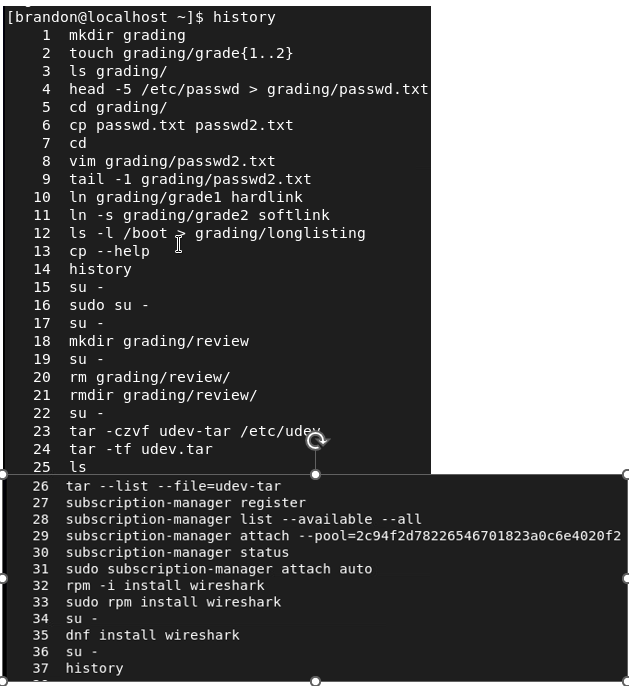 [brandon@localhost ~]$ history
1 mkdir grading
2 touch grading/grade{1..2}
3 ls grading/
4 head -5 /etc/passwd > grading/passwd.txt
5 cd grading/
6 cp passwd.txt passwd2.txt
7 cd
8 vim grading/passwd2.txt
9 tail -1 grading/passwd2.txt
10 ln grading/grade1 hardlink
11 ln -s grading/grade2 softlink
12 ls -l /boot > grading/longlisting
13 cp --help
14 history
15 su -
16 sudo su -
17 su -
18 mkdir grading/review
19 su -
20 rm grading/review/
21 rmdir grading/review/
22 su -
23 tar -czvf udev-tar /etc/udev
24 tar -tf udev.tar
25 ls
26 tar --list --file=udev-tar
27 subscription-manager register
28 subscription-manager list --available --all
29 subscription-manager attach --pool=2c94f2d78226546701823a0c6e4020f2
30 subscription-manager status
31 sudo subscription-manager attach auto
32 rpm -i install wireshark
33 sudo rpm install wireshark
34 su -
35 dnf install wireshark
36 su -
37 history